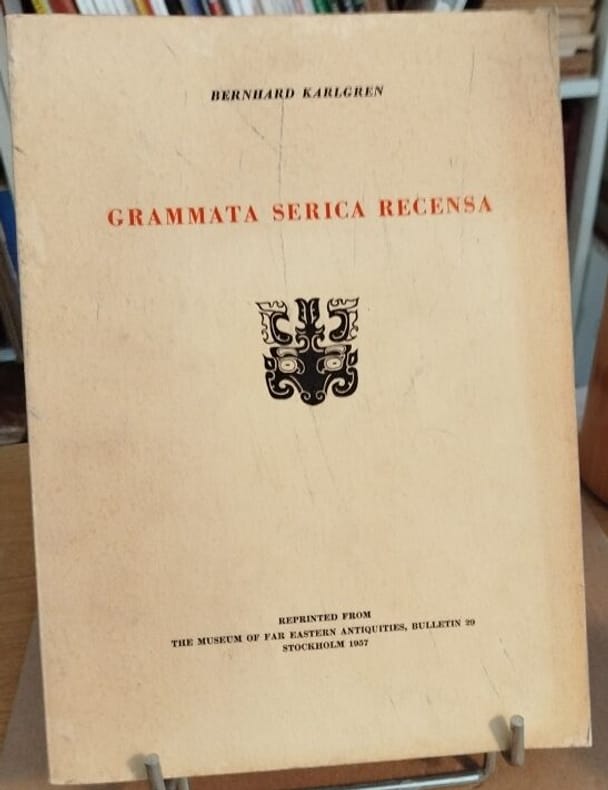 BERNHARD KARLGREN
GRAMMATA SERICA RECENSA
REPRINTED FROM
THE MUSEUM OF FAR EASTERN ANTIQUITIES, BULLETIN 29
STOCKHOLM 1957